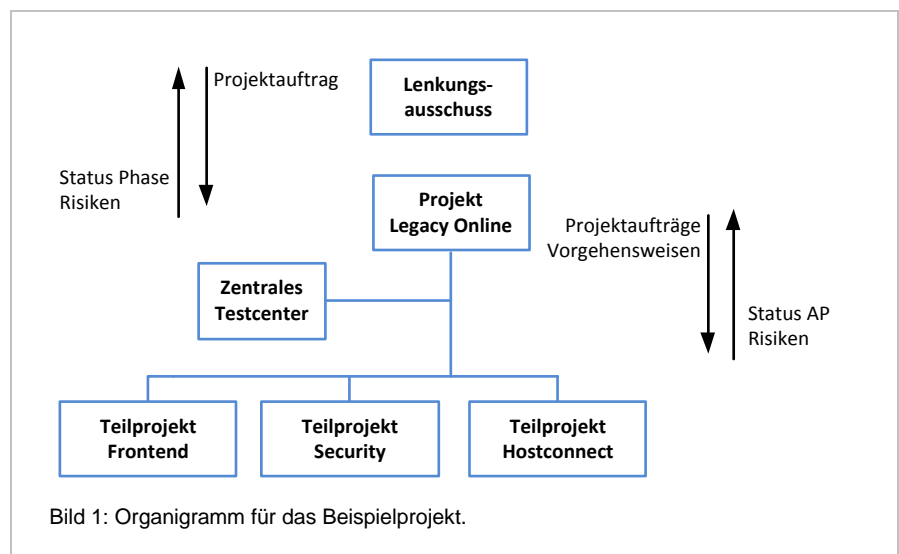 Projektauftrag
Lenkungs-
ausschuss
Status Phase
Risiken
Projekt
Legacy Online
Projektaufträge
Vorgehensweisen
Zentrales
Testcenter
Status AP
Risiken
Teilprojekt
Frontend
Teilprojekt
Security
Teilprojekt
Hostconnect
Bild 1: Organigramm für das Beispielprojekt.